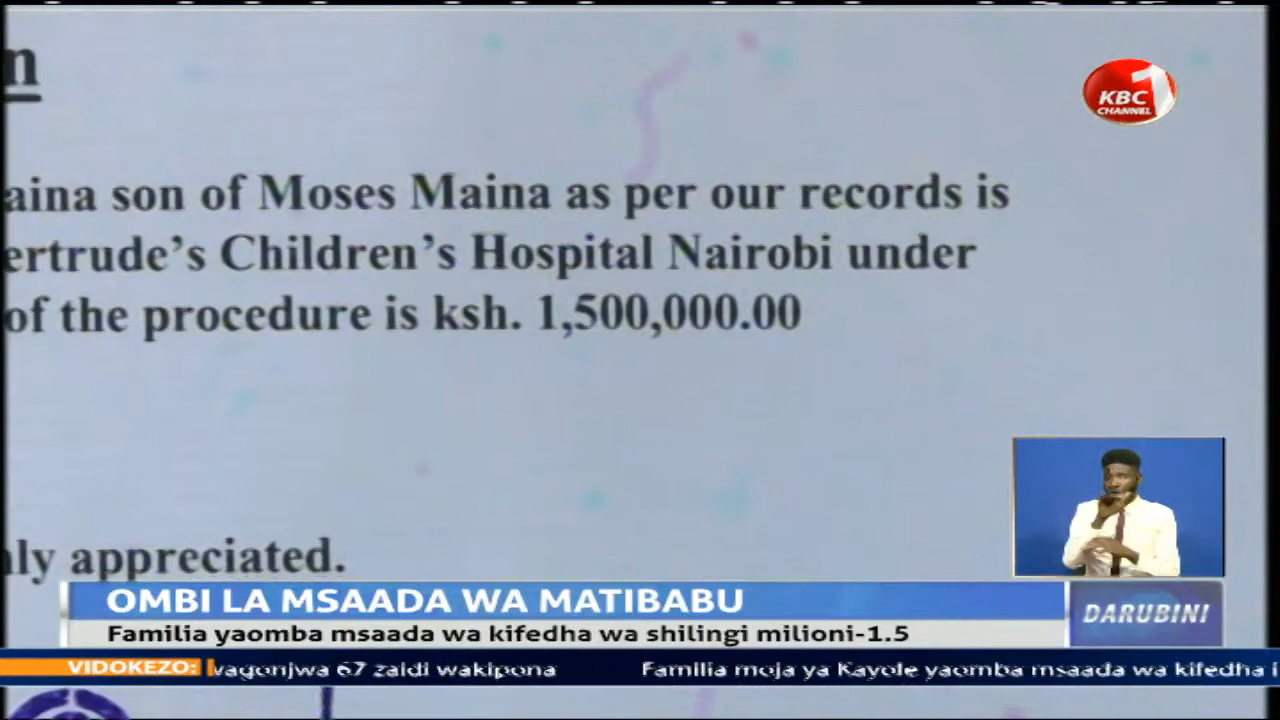 KBC 1
CHANNEL
aina son of Moses Maina as per our records is
ertrude's Children's Hospital Nairobi under
of the procedure is ksh. 1,500,000.00
appreciated.
OMBI LA MSAADA WA MATIBABU
DARUBINI
Familia yaomba msaada wa kifedha wa shilingi milioni-1.5
VIDOKEZO: wagonjwa 67 zaidi wakipona Familia moja ya Kayole yaomba msaada wa kifedha i